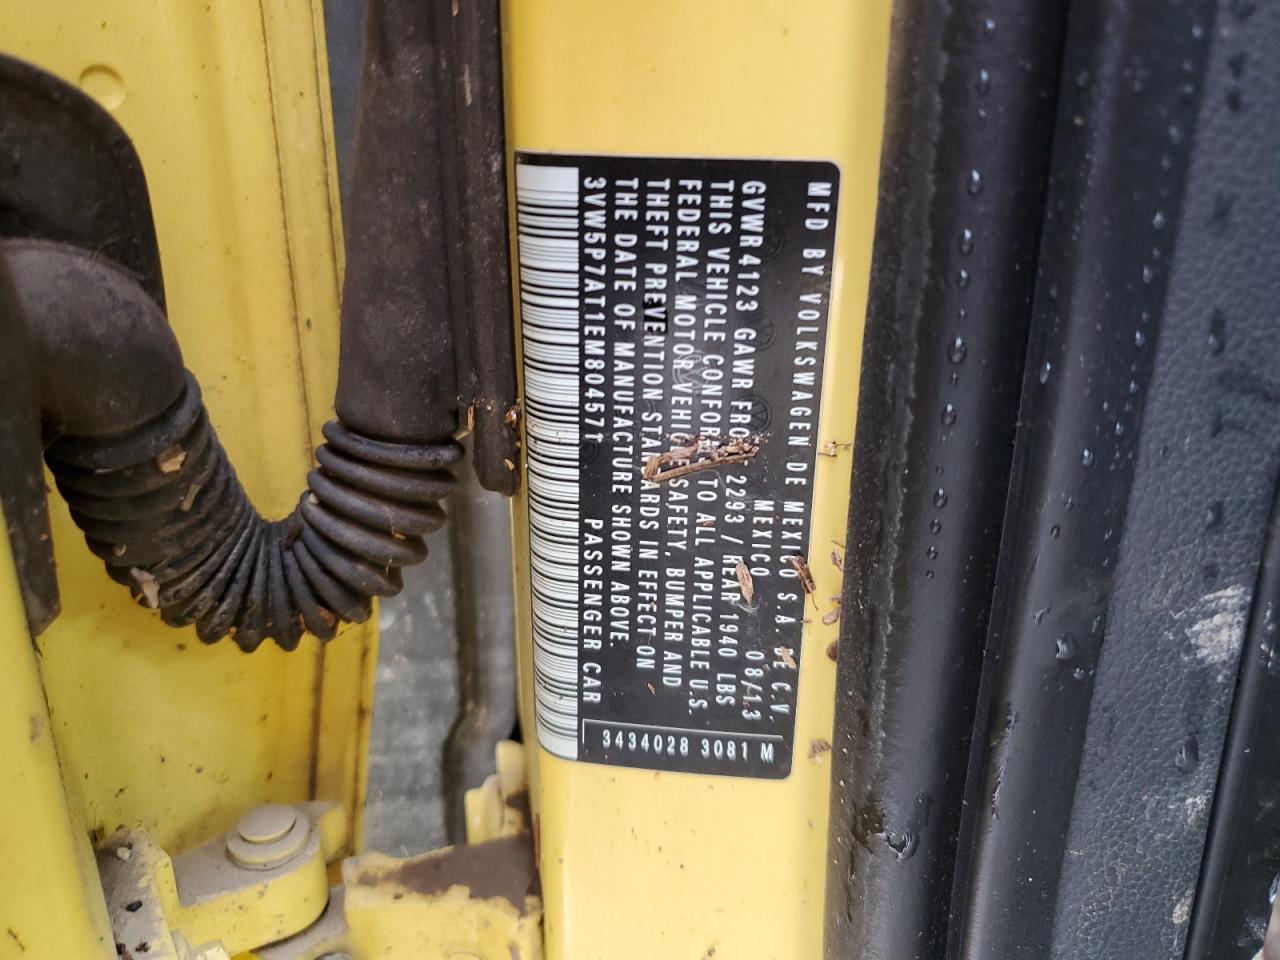 MFD BY VOLKSWAGEN DE MEXICO S.A. DE C.V.
MEXICO 08/13
GVWR 4123 GAWR FRONT 2293 / REAR 1940 LBS
THIS VEHICLE CONFORMS TO ALL APPLICABLE U.S.
FEDERAL MOTOR VEHICLE SAFETY, BUMPER AND
THEFT PREVENTION STANDARDS IN EFFECT ON
THE DATE OF MANUFACTURE SHOWN ABOVE.
3VW5P7AT1EM804571 PASSENGER CAR
3434028 3081 M